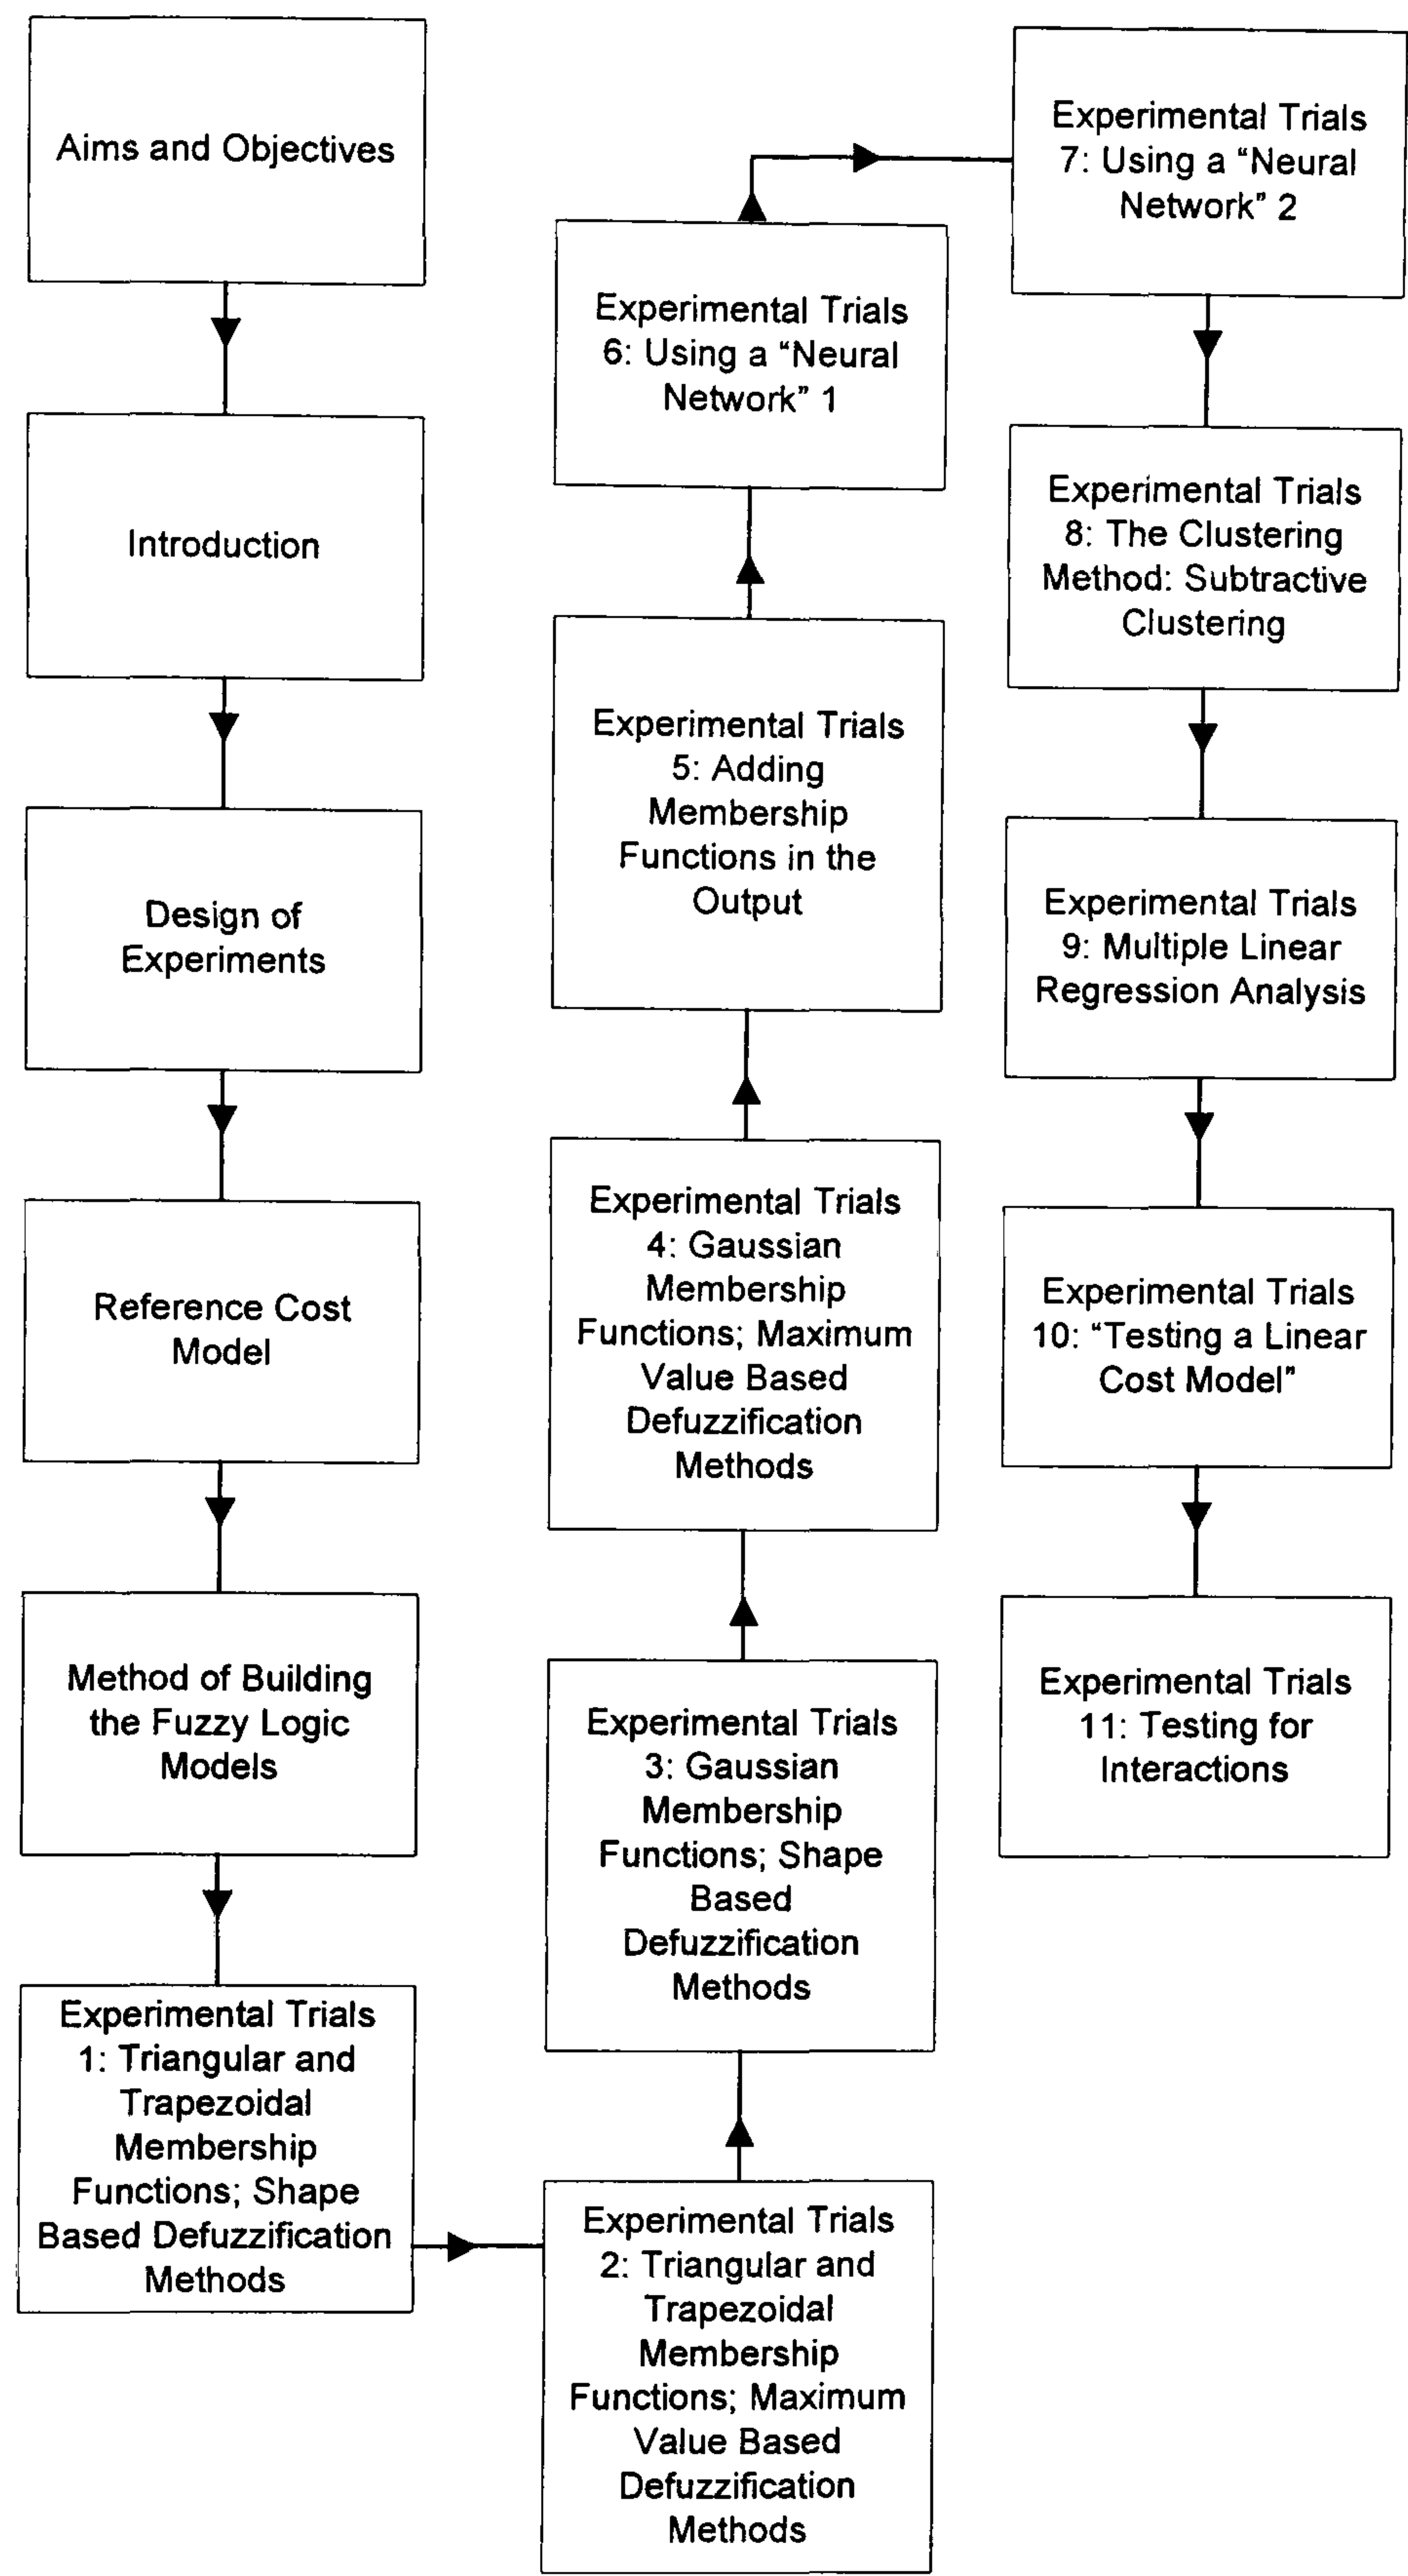 Aims and Objectives
Introduction
Design of
Experiments
Reference Cost
Model
Method of Building
the Fuzzy Logic
Models
Experimental Trials
1: Triangular and
Trapezoidal
Membership
Functions; Shape
Based Defuzzification
Methods
Experimental Trials
2: Triangular and
Trapezoidal
Membership
Functions; Maximum
Value Based
Defuzzification
Methods
Experimental Trials
3: Gaussian
Membership
Functions; Shape
Based
Defuzzification
Methods
Experimental Trials
4: Gaussian
Membership
Functions; Maximum
Value Based
Defuzzification
Methods
Experimental Trials
5: Adding
Membership
Functions in the
Output
Experimental Trials
6: Using a “Neural
Network” 1
Experimental Trials
7: Using a “Neural
Network” 2
Experimental Trials
8: The Clustering
Method: Subtractive
Clustering
Experimental Trials
9: Multiple Linear
Regression Analysis
Experimental Trials
10: “Testing a Linear
Cost Model”
Experimental Trials
11: Testing for
Interactions